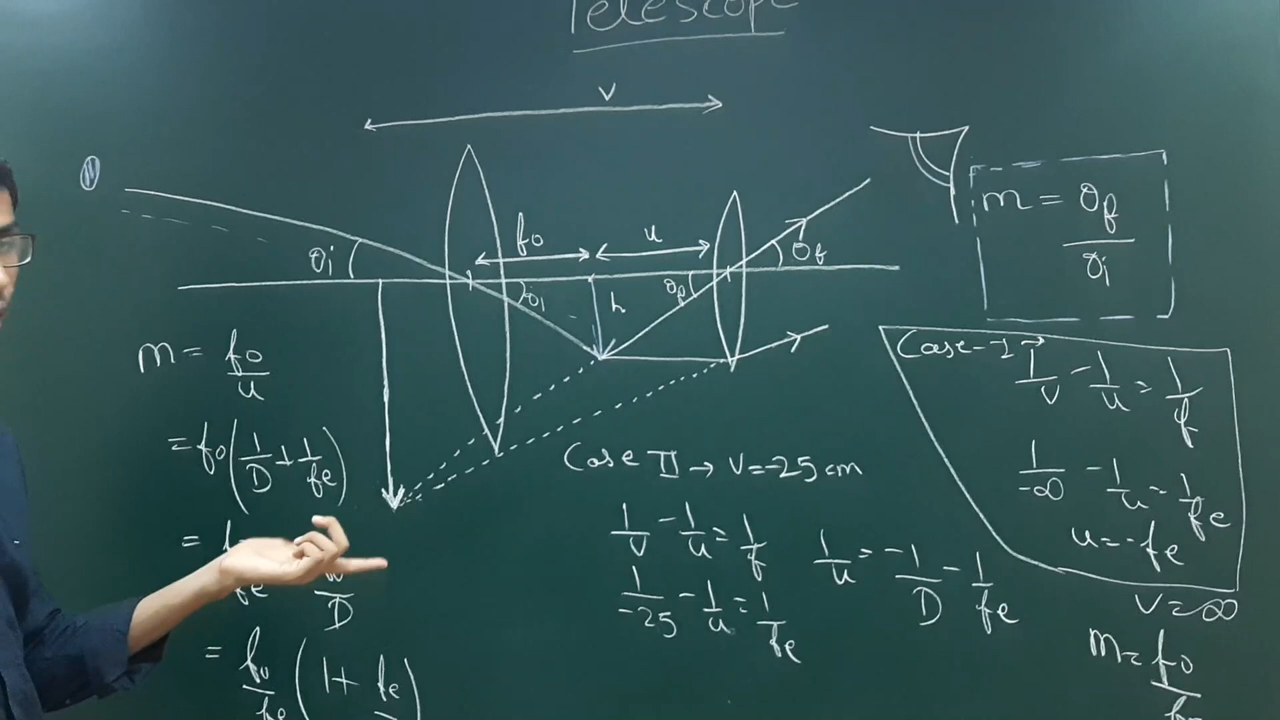 Telescope
v
fo
u
θi
θf
θi
θf
h
m = θf/θi
m = fo/u
= fo(1/D + 1/fe)
= fo/fe (1 + fe/
Case-I →
1/v - 1/u = 1/f
1/-∞ - 1/u = 1/fe
u = -fe
v = ∞
m = fo/
Case II → v = -25 cm
1/v - 1/u = 1/f
1/-25 - 1/u = 1/fe
1/u = -1/D - 1/fe